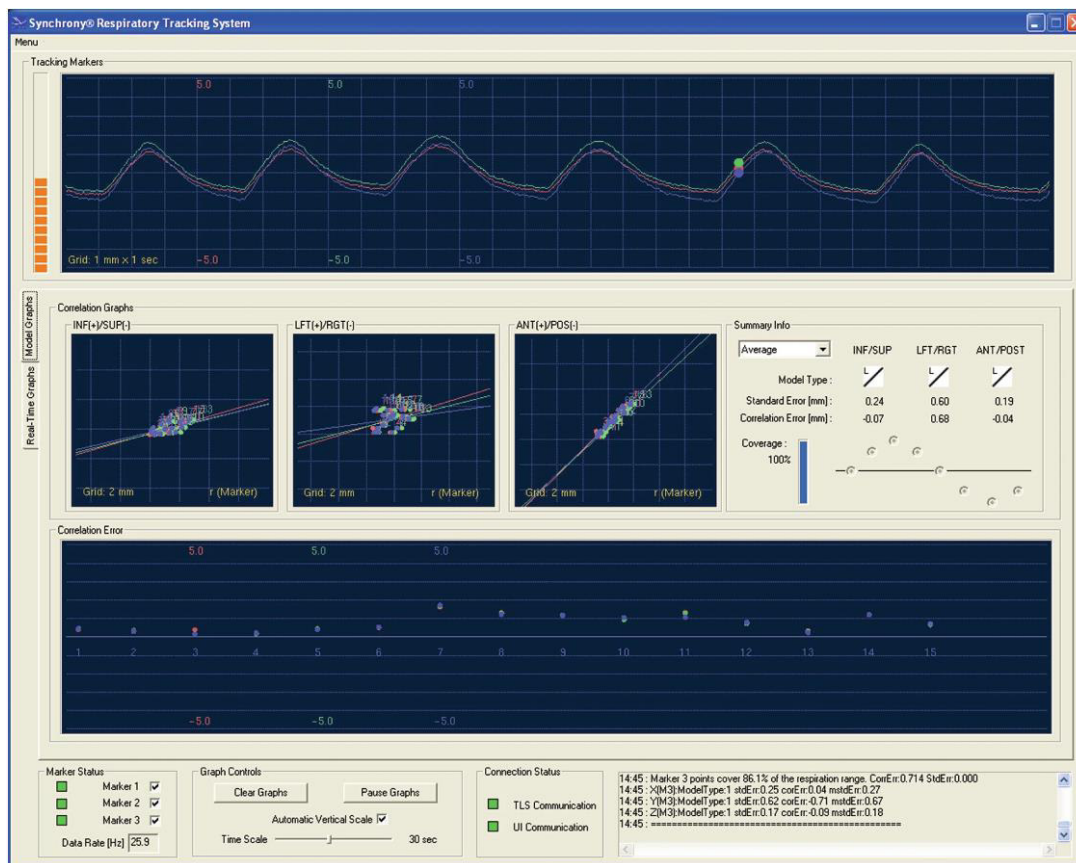 Synchrony® Respiratory Tracking System
Menu
Tracking Markers
5.0 5.0 5.0
Grid: 1 mm x 1 sec
-5.0 -5.0 -5.0
Model Graphs
Real-Time Graphs
Correlation Graphs
INF(+)/SUP(-)
Grid: 2 mm r (Marker)
LFT(+)/RGT(-)
Grid: 2 mm r (Marker)
ANT(+)/POS(-)
Grid: 2 mm r (Marker)
Summary Info
Average INF/SUP LFT/RGT ANT/POST
Model Type : L L L
Standard Error [mm] : 0.24 0.60 0.19
Correlation Error [mm] : -0.07 0.68 -0.04
Coverage :
100%
Correlation Error
5.0 5.0 5.0
1 2 3 4 5 6 7 8 9 10 11 12 13 14 15
-5.0 -5.0 -5.0
Marker Status
Marker 1
Marker 2
Marker 3
Data Rate [Hz] 25.9
Graph Controls
Clear Graphs Pause Graphs
Automatic Vertical Scale
Time Scale 30 sec
Connection Status
TLS Communication
UI Communication
14:45 : Marker 3 points cover 86.1% of the respiration range. CorrErr:0.714 StdErr:0.000
14:45 : X(M3):ModelType:1 stdErr:0.25 corErr:0.04 mstdErr:0.27
14:45 : Y(M3):ModelType:1 stdErr:0.62 corErr:-0.71 mstdErr:0.67
14:45 : Z(M3):ModelType:1 stdErr:0.17 corErr:-0.09 mstdErr:0.18
14:45 : ================================================